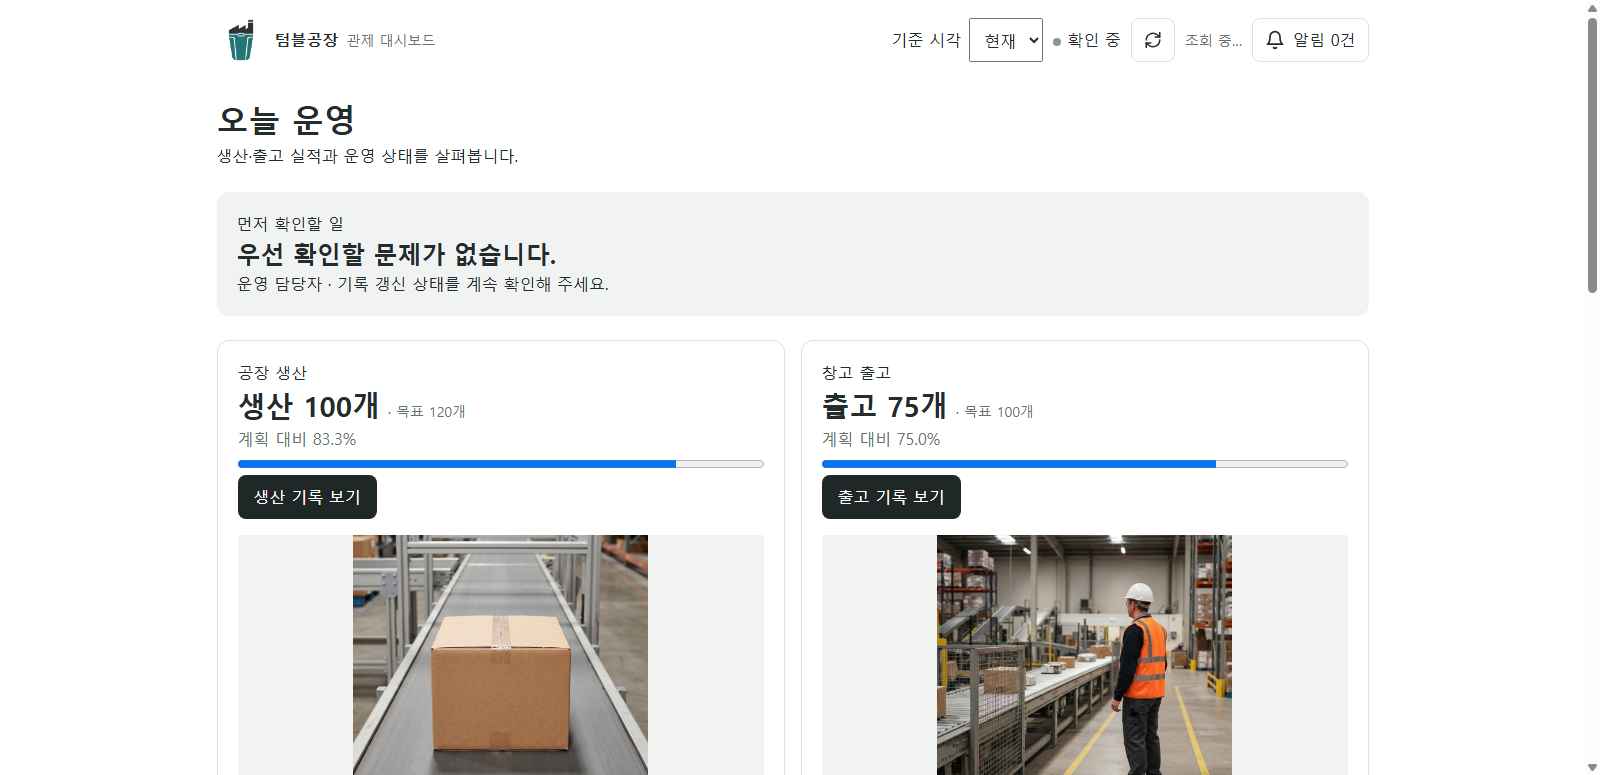 텀블공장 관제 대시보드
기준 시각 현재 확인 중 조회 중... 알림 0건
오늘 운영
생산·출고 실적과 운영 상태를 살펴봅니다.
먼저 확인할 일
우선 확인할 문제가 없습니다.
운영 담당자 · 기록 갱신 상태를 계속 확인해 주세요.
공장 생산
생산 100개 · 목표 120개
계획 대비 83.3%
생산 기록 보기
창고 출고
출고 75개 · 목표 100개
계획 대비 75.0%
출고 기록 보기